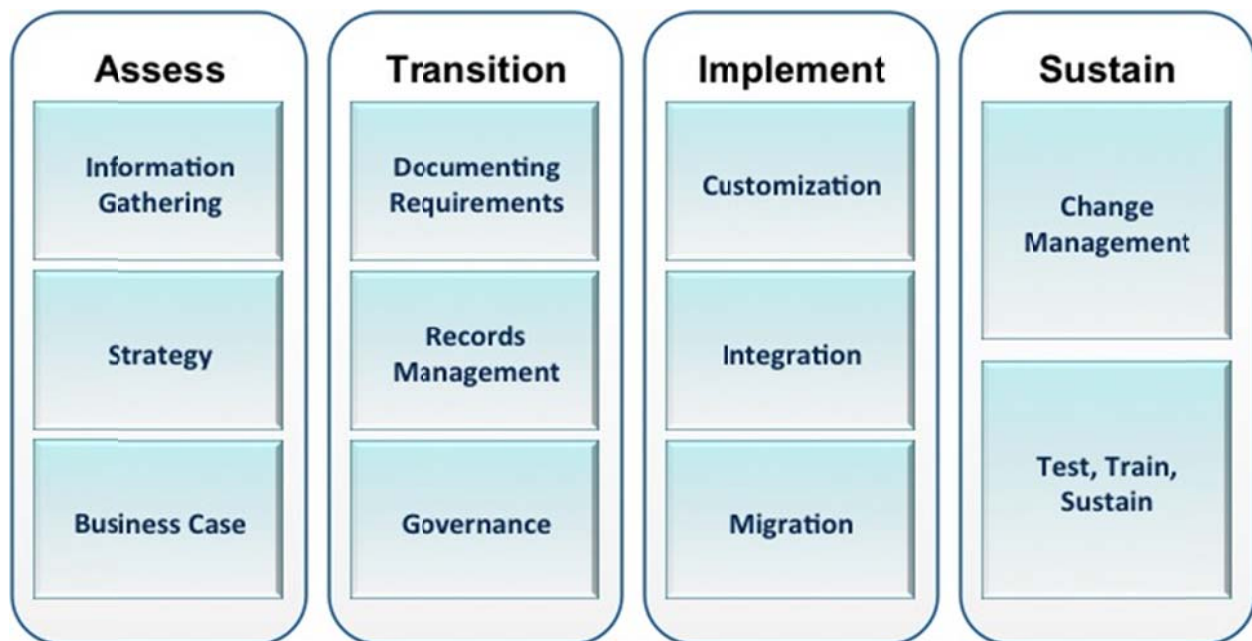 Assess
Information
Gathering
Strategy
Business Case
Transition
Documenting
Requirements
Records
Management
Governance
Implement
Customization
Integration
Migration
Sustain
Change
Management
Test, Train,
Sustain